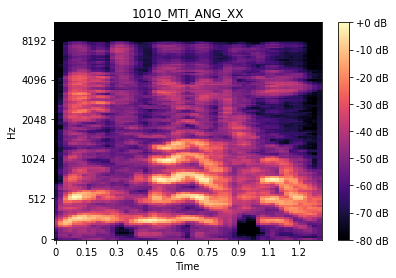 1010_MTI_ANG_XX
8192
4096
2048
1024
512
0
Hz
0 0.15 0.3 0.45 0.6 0.75 0.9 1.1 1.2
Time
+0 dB
-10 dB
-20 dB
-30 dB
-40 dB
-50 dB
-60 dB
-70 dB
-80 dB